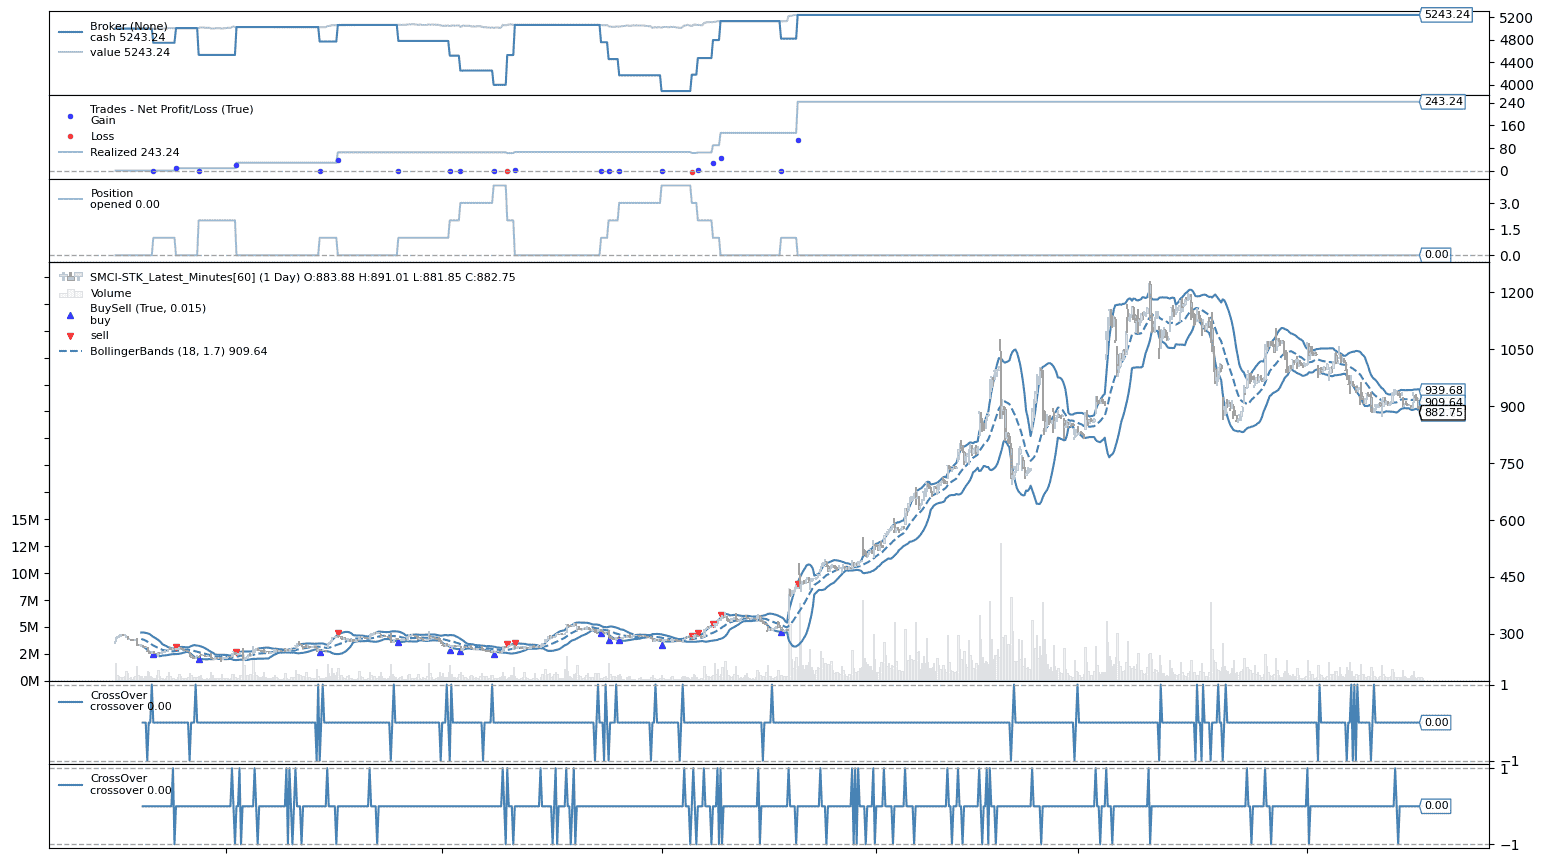 Broker (None)
cash 5243.24
value 5243.24
5243.24
5200
4800
4400
4000
Trades - Net Profit/Loss (True)
Gain
Loss
Realized 243.24
243.24
240
160
80
0
Position
opened 0.00
3.0
1.5
0.00
0.0
SMCI-STK_Latest_Minutes[60] (1 Day) O:883.88 H:891.01 L:881.85 C:882.75
Volume
BuySell (True, 0.015)
buy
sell
BollingerBands (18, 1.7) 909.64
1200
1050
939.68
909.64
900
882.75
750
600
450
300
15M
12M
10M
7M
5M
2M
0M
CrossOver
crossover 0.00
1
0.00
−1
CrossOver
crossover 0.00
1
0.00
−1